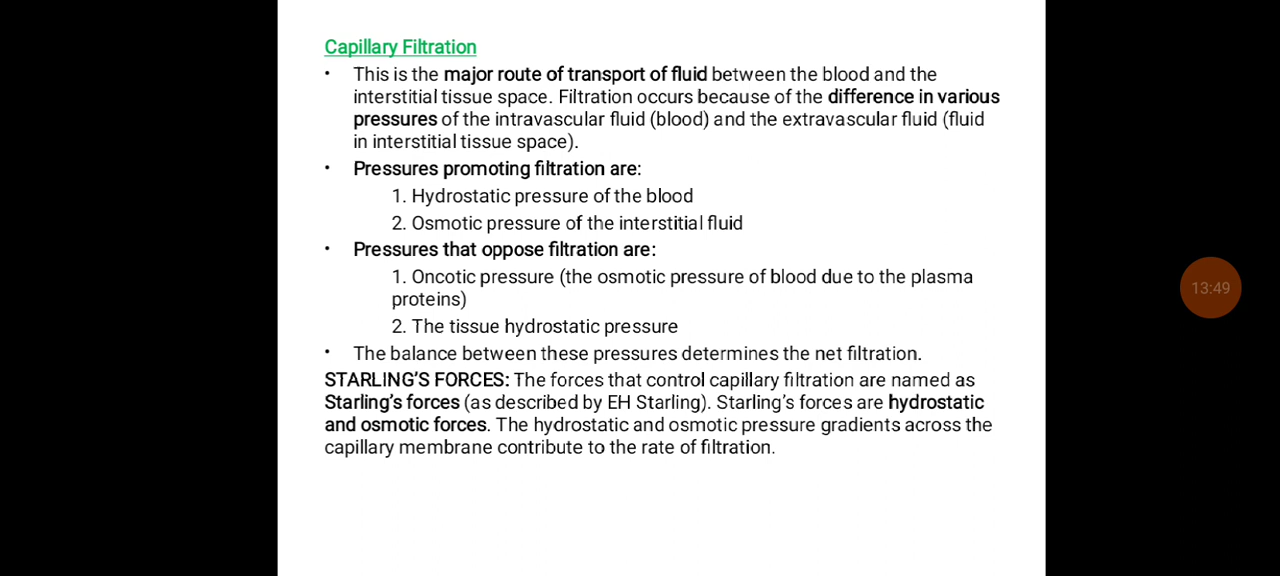 Capillary Filtration
• This is the major route of transport of fluid between the blood and the
interstitial tissue space. Filtration occurs because of the difference in various
pressures of the intravascular fluid (blood) and the extravascular fluid (fluid
in interstitial tissue space).
• Pressures promoting filtration are:
1. Hydrostatic pressure of the blood
2. Osmotic pressure of the interstitial fluid
• Pressures that oppose filtration are:
1. Oncotic pressure (the osmotic pressure of blood due to the plasma
proteins)
2. The tissue hydrostatic pressure
• The balance between these pressures determines the net filtration.
STARLING’S FORCES: The forces that control capillary filtration are named as
Starling’s forces (as described by EH Starling). Starling’s forces are hydrostatic
and osmotic forces. The hydrostatic and osmotic pressure gradients across the
capillary membrane contribute to the rate of filtration.
13:49